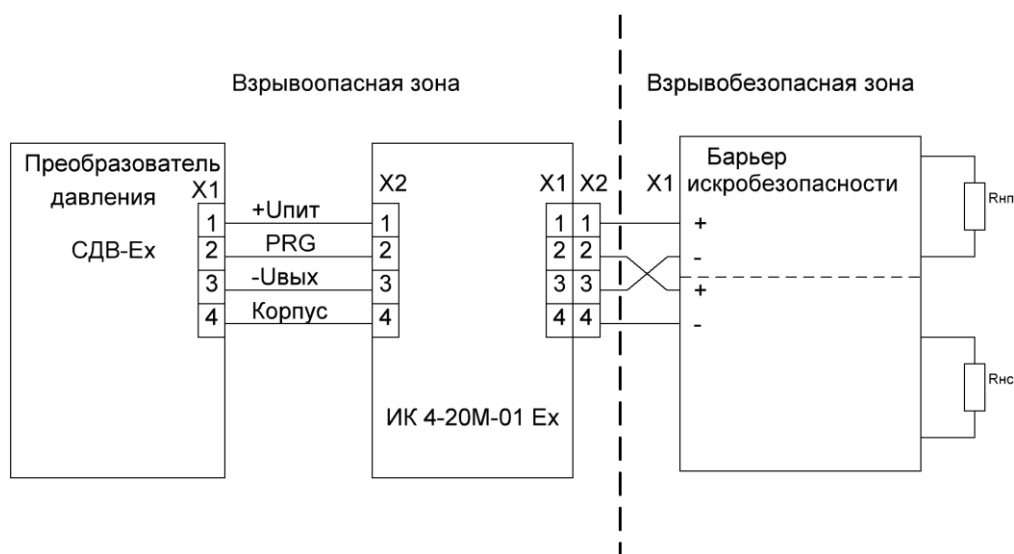 Взрывоопасная зона
Взрывобезопасная зона
Преобразователь
давления
СДВ-Ех
X1
1
2
3
4
+Uпит
PRG
-Uвых
Корпус
X2
1
2
3
4
ИК 4-20М-01 Ех
X1 X2
1 1
2 2
3 3
4 4
X1
Барьер
искробезопасности
+
-
+
-
Rнп
Rнс